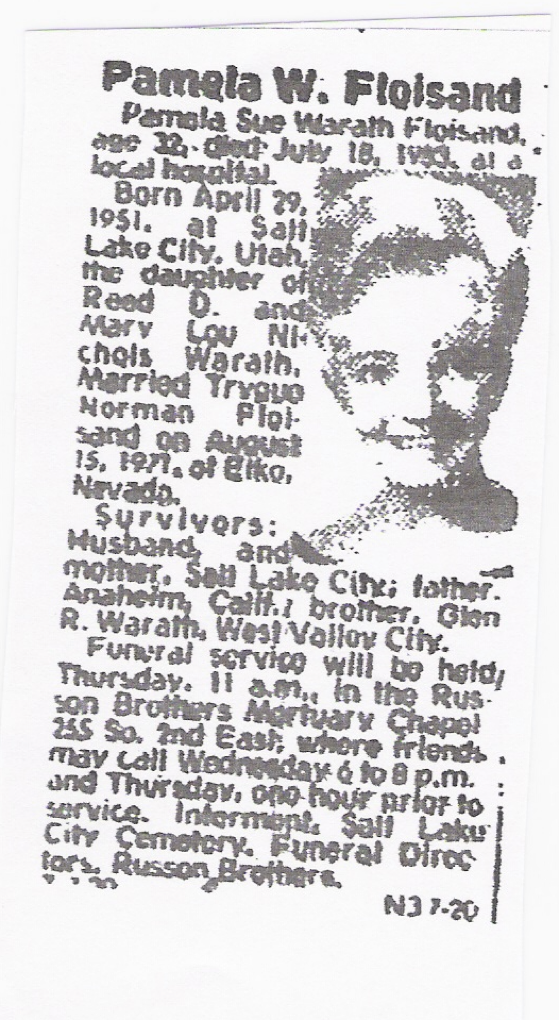 Pamela W. Floisand
Pamela Sue Warath Floisand,
age 32, died July 18, 1983, at a
local hospital.
Born April 29,
1951, at Salt
Lake City, Utah,
the daughter of
Reed D. and
Mary Lou Ni-
chols Warath.
Married Trygve
Norman Floi-
sand on August
15, 1971, at Elko,
Nevada.
Survivors:
Husband, and
mother, Salt Lake City; father,
Anaheim, Calif.; brother, Glen
R. Warath, West Valley City.
Funeral service will be held
Thursday, 11 a.m., in the Rus-
son Brothers Mortuary Chapel
255 So. 2nd East, where friends
may call Wednesday 6 to 8 p.m.
and Thursday, one hour prior to
service. Interment, Salt Lake
City Cemetery. Funeral Direc-
tors, Russon Brothers.
N3 7-20